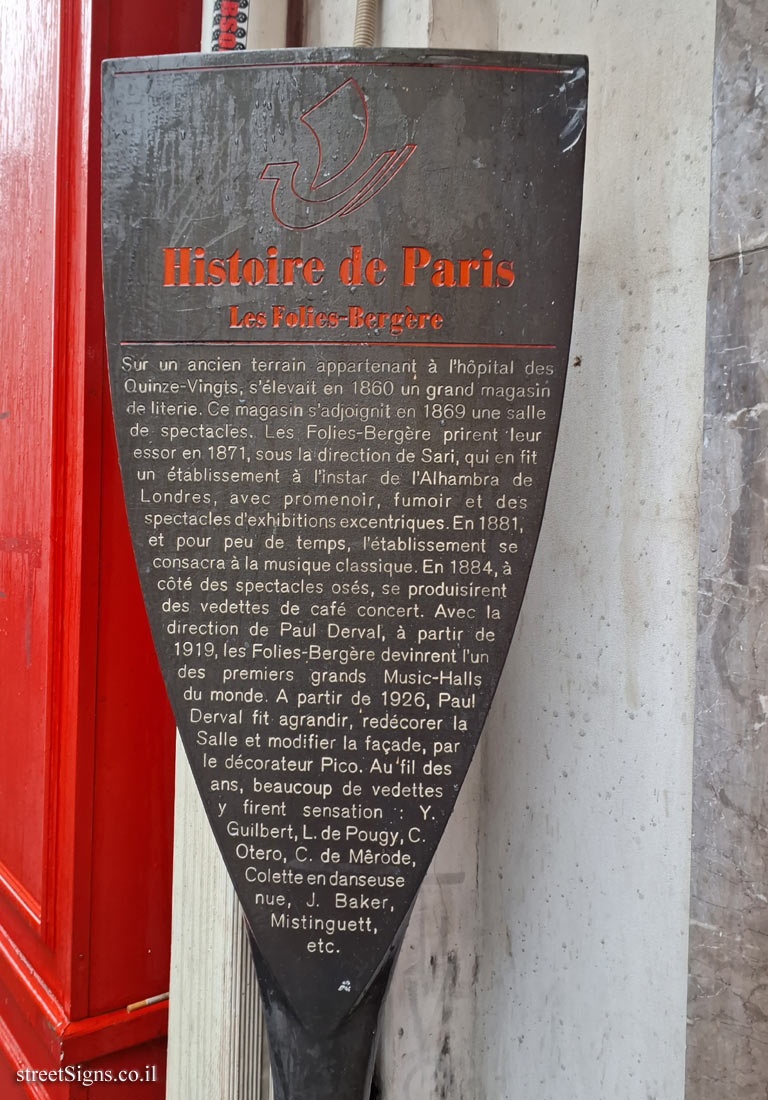 Histoire de Paris
Les Folies-Bergère
Sur un ancien terrain appartenant à l'hôpital des
Quinze-Vingts, s'élevait en 1860 un grand magasin
de literie. Ce magasin s'adjoignit en 1869 une salle
de spectacles. Les Folies-Bergère prirent leur
essor en 1871, sous la direction de Sari, qui en fit
un établissement à l'instar de l'Alhambra de
Londres, avec promenoir, fumoir et des
spectacles d'exhibitions excentriques. En 1881,
et pour peu de temps, l'établissement se
consacra à la musique classique. En 1884, à
côté des spectacles osés, se produisirent
des vedettes de café concert. Avec la
direction de Paul Derval, à partir de
1919, les Folies-Bergère devinrent l'un
des premiers grands Music-Halls
du monde. A partir de 1926, Paul
Derval fit agrandir, redécorer la
Salle et modifier la façade, par
le décorateur Pico. Au fil des
ans, beaucoup de vedettes
y firent sensation : Y.
Guilbert, L. de Pougy, C.
Otero, C. de Mêrode,
Colette en danseuse
nue, J. Baker,
Mistinguett,
etc.
streetSigns.co.il